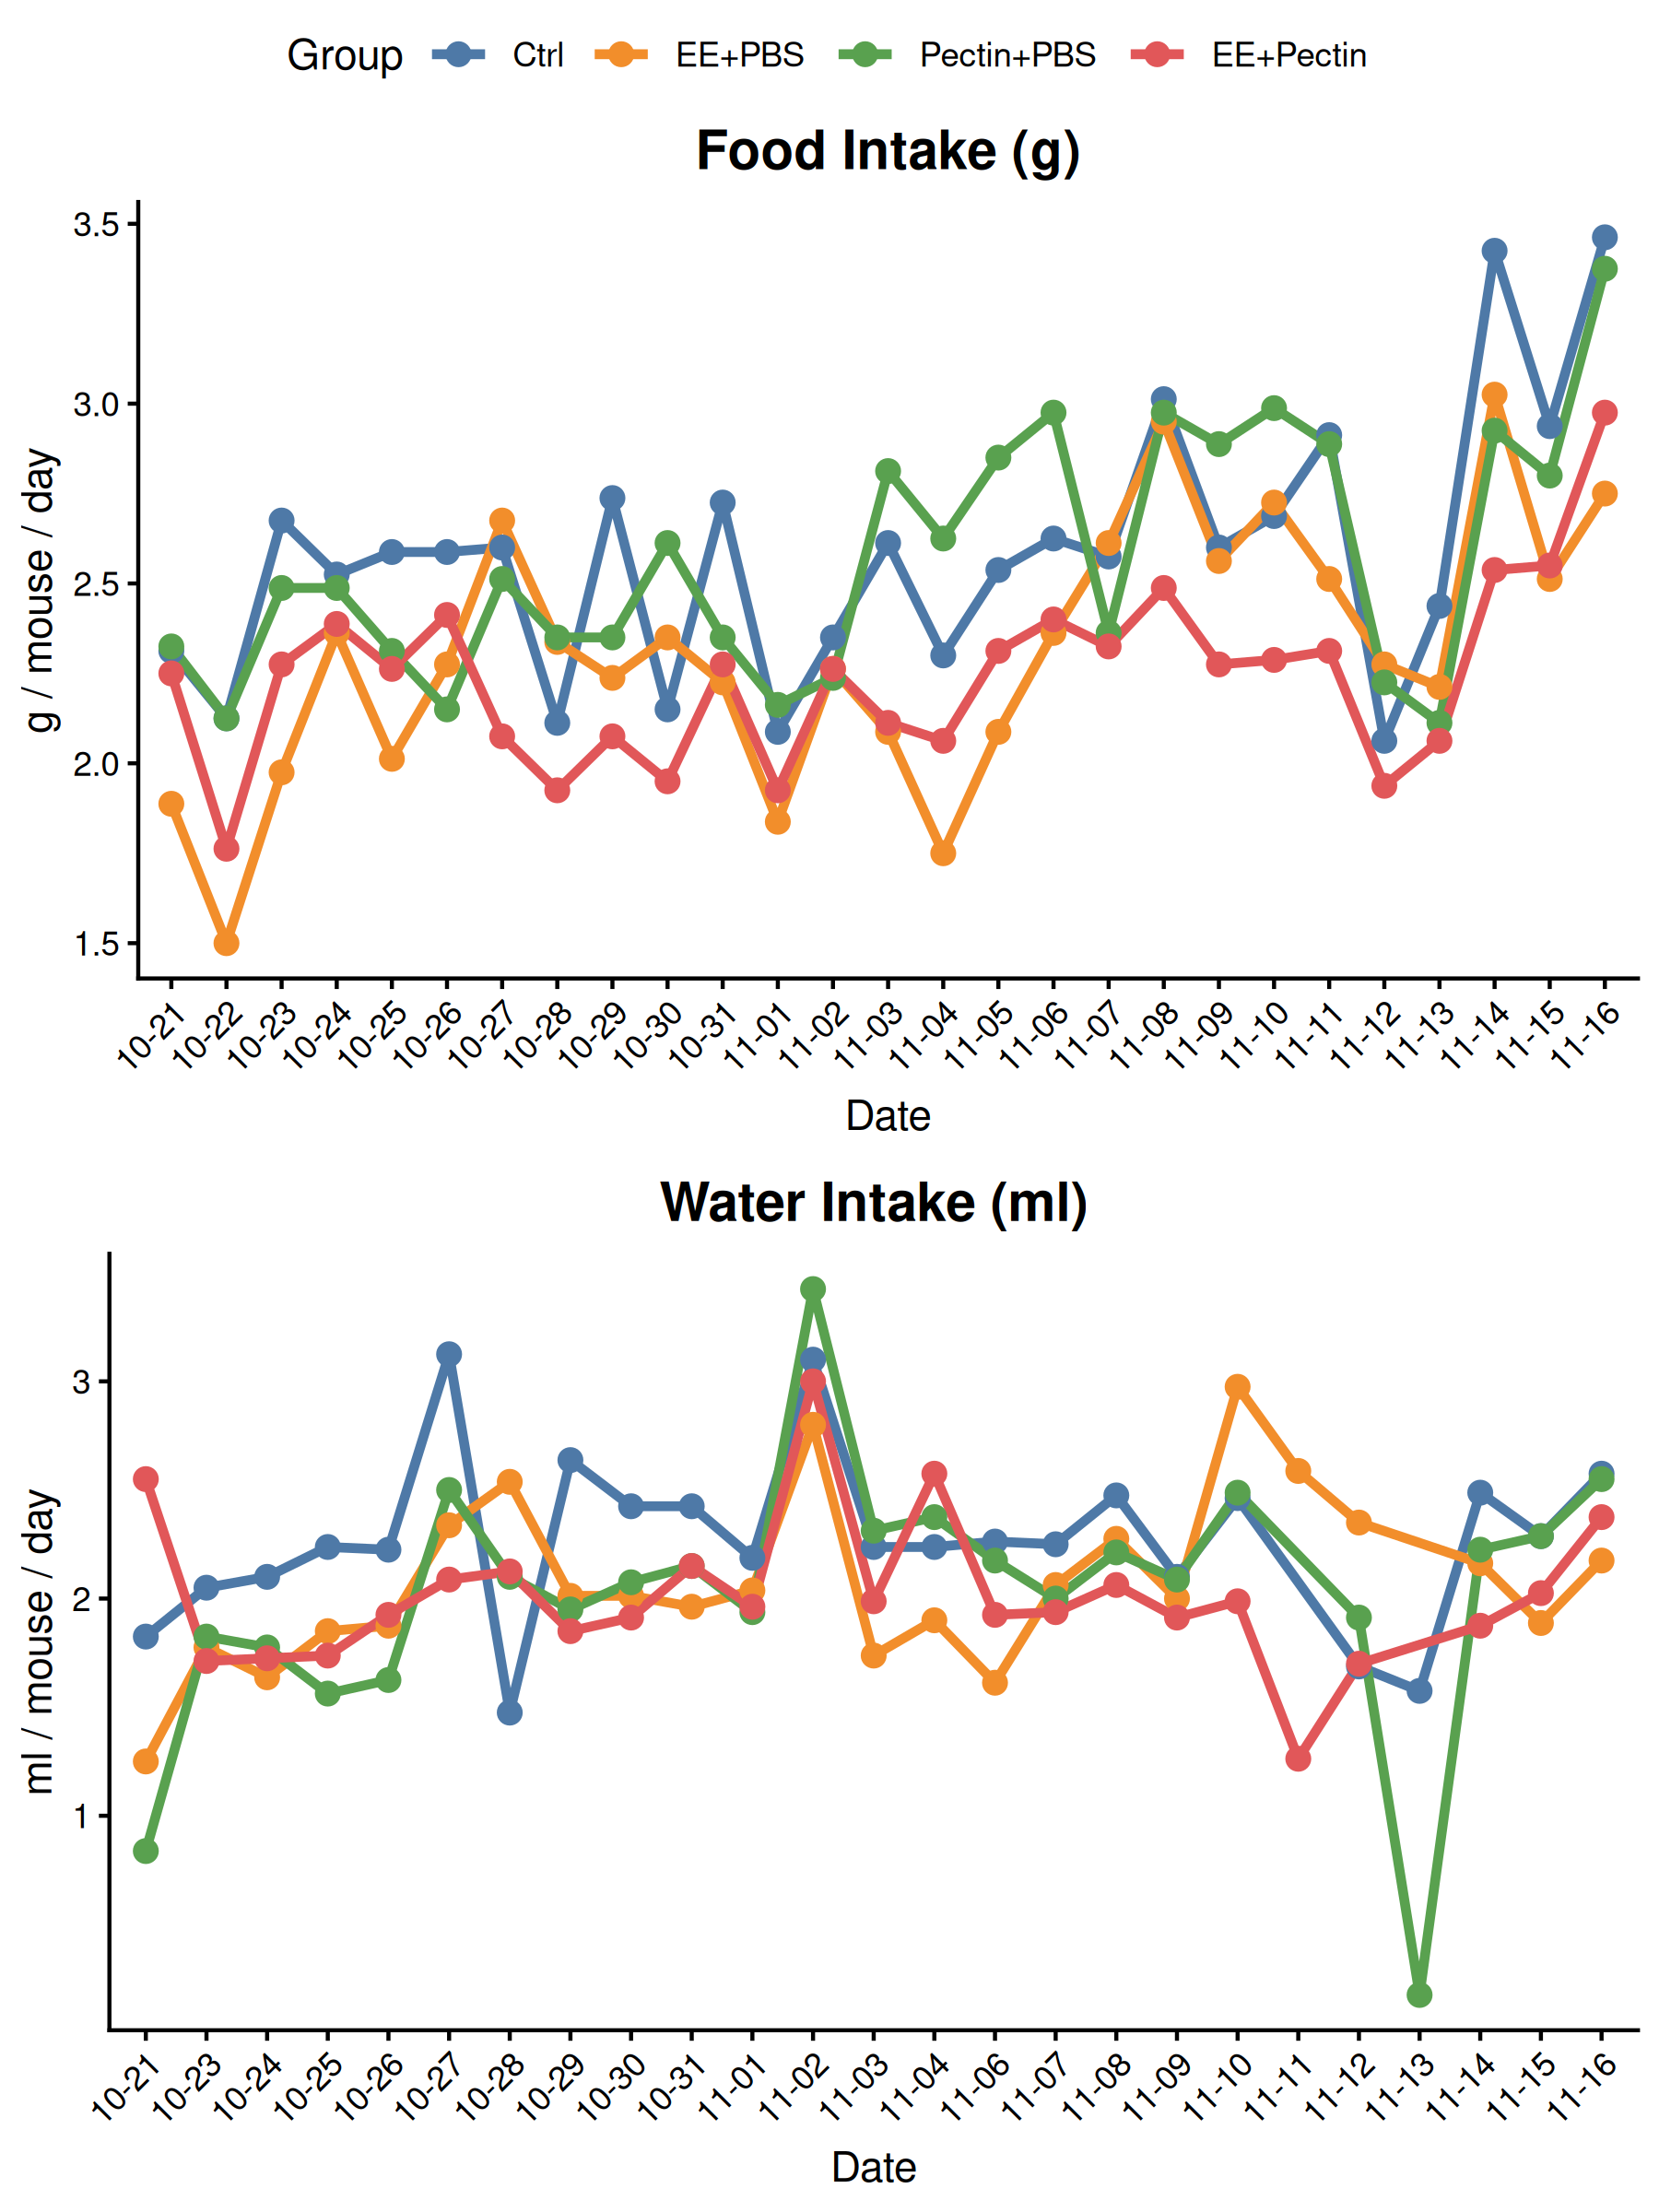 Group Ctrl EE+PBS Pectin+PBS EE+Pectin
Food Intake (g)
g / mouse / day
3.5
3.0
2.5
2.0
1.5
10-21 10-22 10-23 10-24 10-25 10-26 10-27 10-28 10-29 10-30 10-31 11-01 11-02 11-03 11-04 11-05 11-06 11-07 11-08 11-09 11-10 11-11 11-12 11-13 11-14 11-15 11-16
Date
Water Intake (ml)
ml / mouse / day
3
2
1
10-21 10-23 10-24 10-25 10-26 10-27 10-28 10-29 10-30 10-31 11-01 11-02 11-03 11-04 11-06 11-07 11-08 11-09 11-10 11-11 11-12 11-13 11-14 11-15 11-16
Date